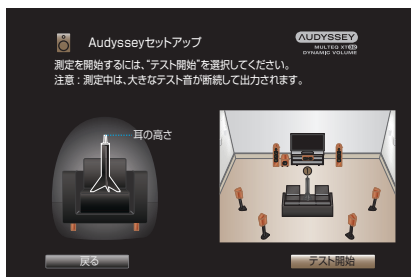 Audysseyセットアップ
AUDYSSEY
MULTEQ XT32
DYNAMIC VOLUME
測定を開始するには、“テスト開始”を選択してください。
注意：測定中は、大きなテスト音が断続して出力されます。
耳の高さ
戻る
テスト開始